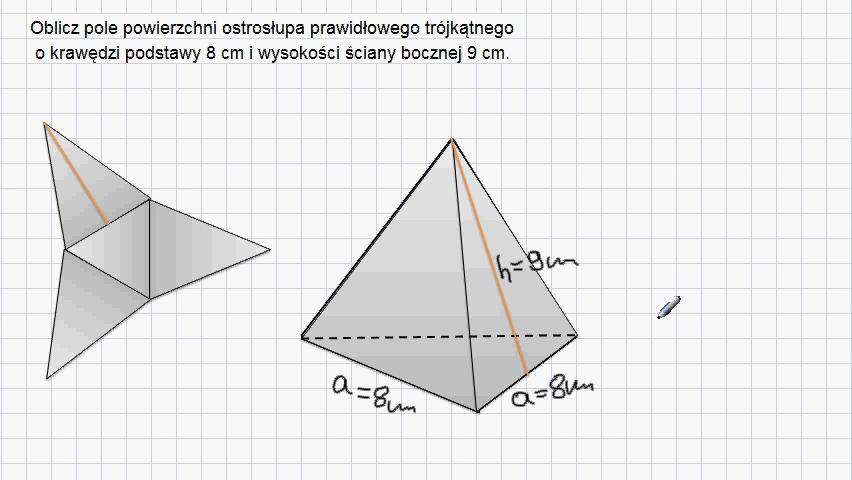 Oblicz pole powierzchni ostrosłupa prawidłowego trójkątnego
o krawędzi podstawy 8 cm i wysokości ściany bocznej 9 cm.
h=9cm
a=8cm
a=8cm